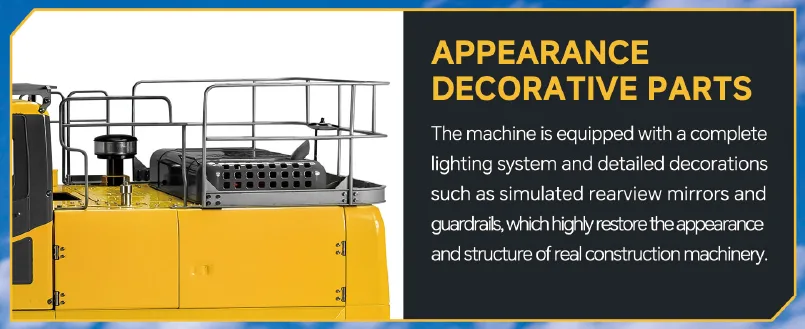 APPEARANCE
DECORATIVE PARTS
The machine is equipped with a complete
lighting system and detailed decorations
such as simulated rearview mirrors and
guardrails, which highly restore the appearance
and structure of real construction machinery.